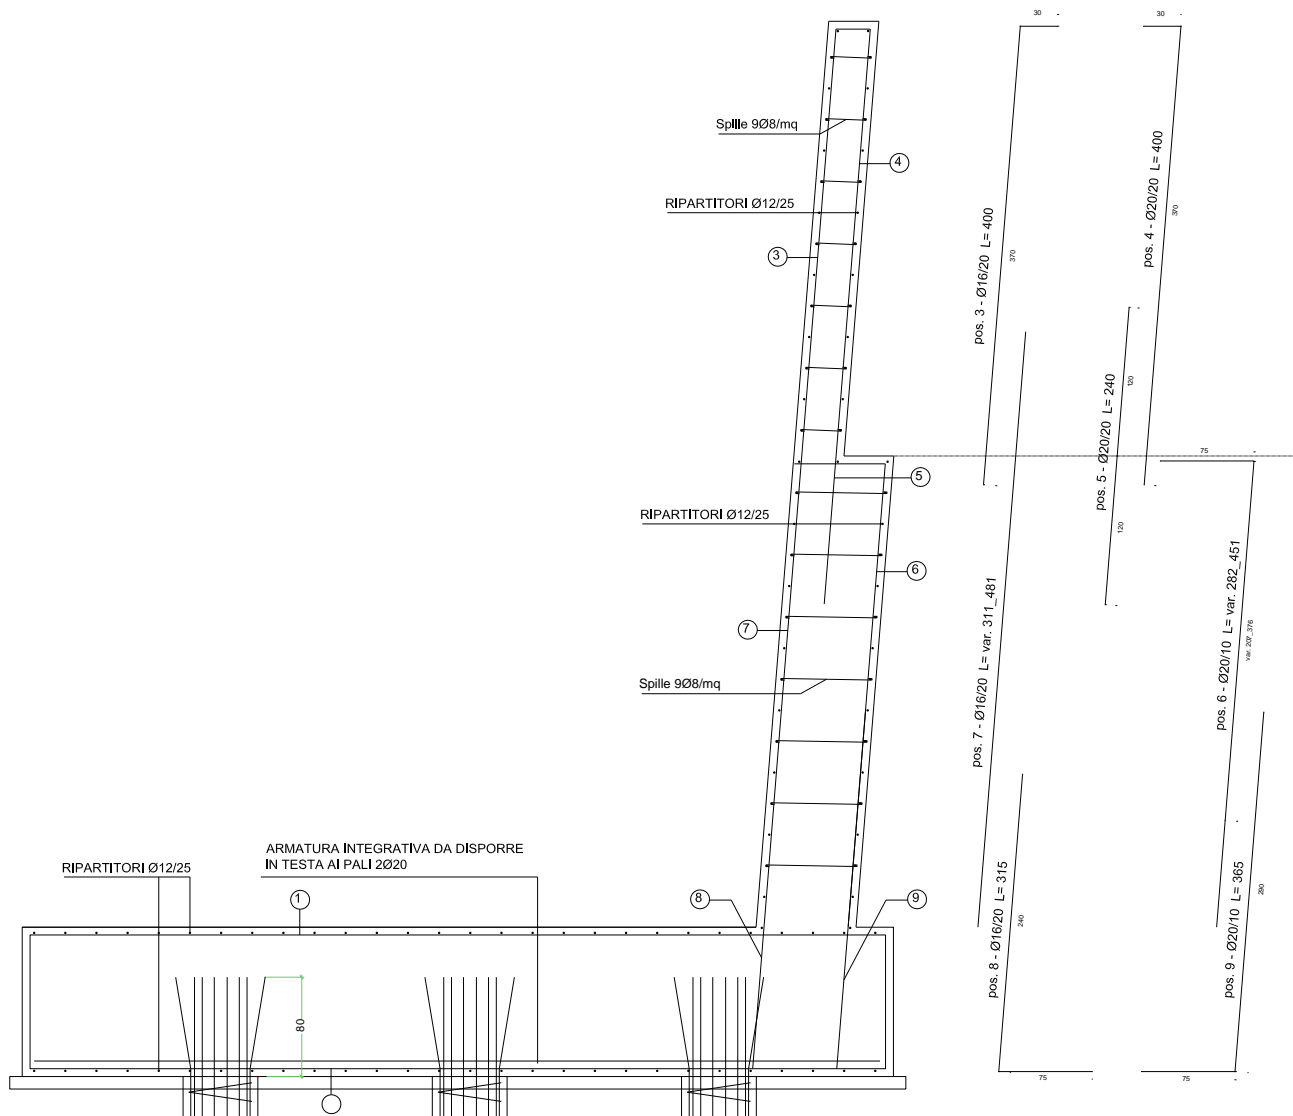 30
30
Spille 9Ø8/mq
4
RIPARTITORI Ø12/25
3
pos. 3 - Ø16/20 L= 400
370
pos. 4 - Ø20/20 L= 400
370
pos. 5 - Ø20/20 L= 240
120
120
75
5
RIPARTITORI Ø12/25
6
7
Spille 9Ø8/mq
pos. 7 - Ø16/20 L= var. 311_481
pos. 6 - Ø20/10 L= var. 282_451
var. 207_376
ARMATURA INTEGRATIVA DA DISPORRE
IN TESTA AI PALI 2Ø20
RIPARTITORI Ø12/25
1
8
9
pos. 8 - Ø16/20 L= 315
240
pos. 9 - Ø20/10 L= 365
290
80
75
75